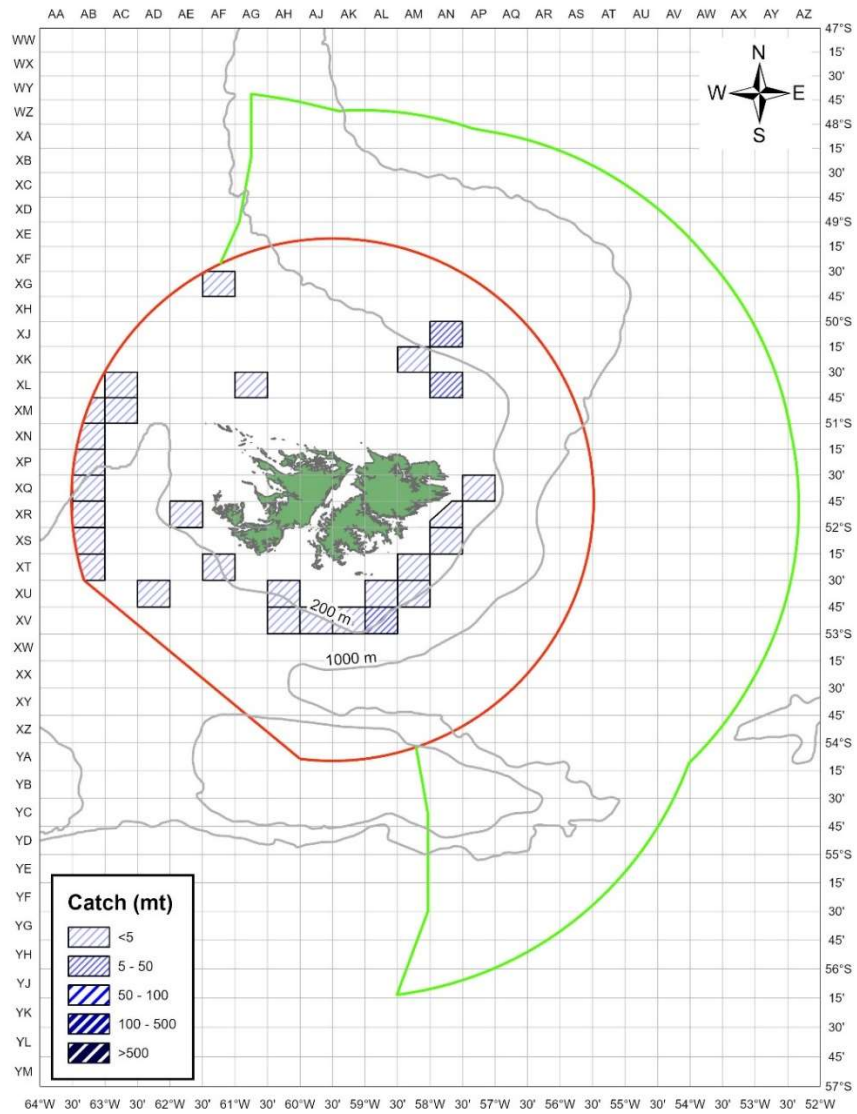 AA AB AC AD AE AF AG AH AJ AK AL AM AN AP AQ AR AS AT AU AV AW AX AY AZ
WW 47°S
WX 15'
WY 30'
WZ 45'
XA 48°S
XB 15'
XC 30'
XD 45'
XE 49°S
XF 15'
XG 30'
XH 45'
XJ 50°S
XK 15'
XL 30'
XM 45'
XN 51°S
XP 15'
XQ 30'
XR 45'
XS 52°S
XT 15'
XU 30'
XV 45'
XW 53°S
XX 15'
XY 30'
XZ 45'
YA 54°S
YB 15'
YC 30'
YD 45'
YE 55°S
YF 15'
YG 30'
YH 45'
YJ 56°S
YK 15'
YL 30'
YM 45'
57°S
N
W E
S
200 m
1000 m
Catch (mt)
<5
5 - 50
50 - 100
100 - 500
>500
64°W 30' 63°W 30' 62°W 30' 61°W 30' 60°W 30' 59°W 30' 58°W 30' 57°W 30' 56°W 30' 55°W 30' 54°W 30' 53°W 30' 52°W